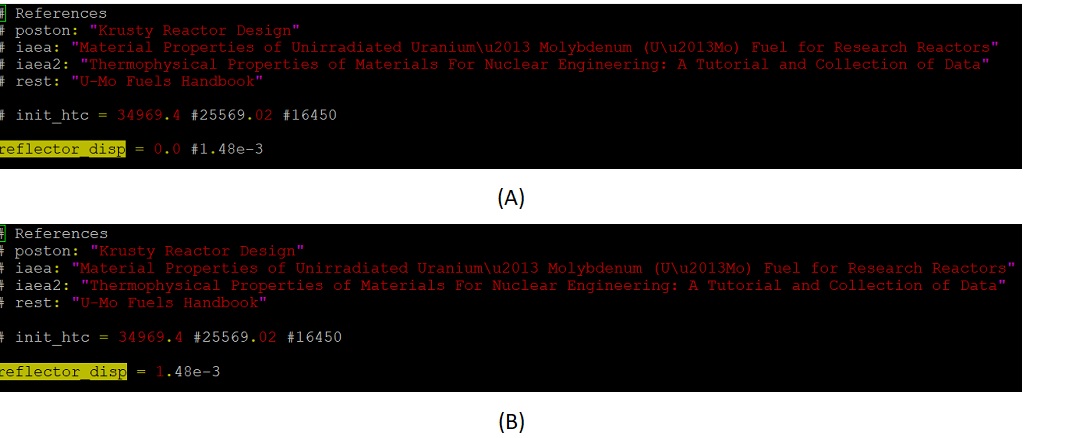 # References
# poston: "Krusty Reactor Design"
# iaea: "Material Properties of Unirradiated Uranium\u2013 Molybdenum (U\u2013Mo) Fuel for Research Reactors"
# iaea2: "Thermophysical Properties of Materials For Nuclear Engineering: A Tutorial and Collection of Data"
# rest: "U-Mo Fuels Handbook"
# init_htc = 34969.4 #25569.02 #16450
reflector_disp = 0.0 #1.48e-3
(A)
# References
# poston: "Krusty Reactor Design"
# iaea: "Material Properties of Unirradiated Uranium\u2013 Molybdenum (U\u2013Mo) Fuel for Research Reactors"
# iaea2: "Thermophysical Properties of Materials For Nuclear Engineering: A Tutorial and Collection of Data"
# rest: "U-Mo Fuels Handbook"
# init_htc = 34969.4 #25569.02 #16450
reflector_disp = 1.48e-3
(B)